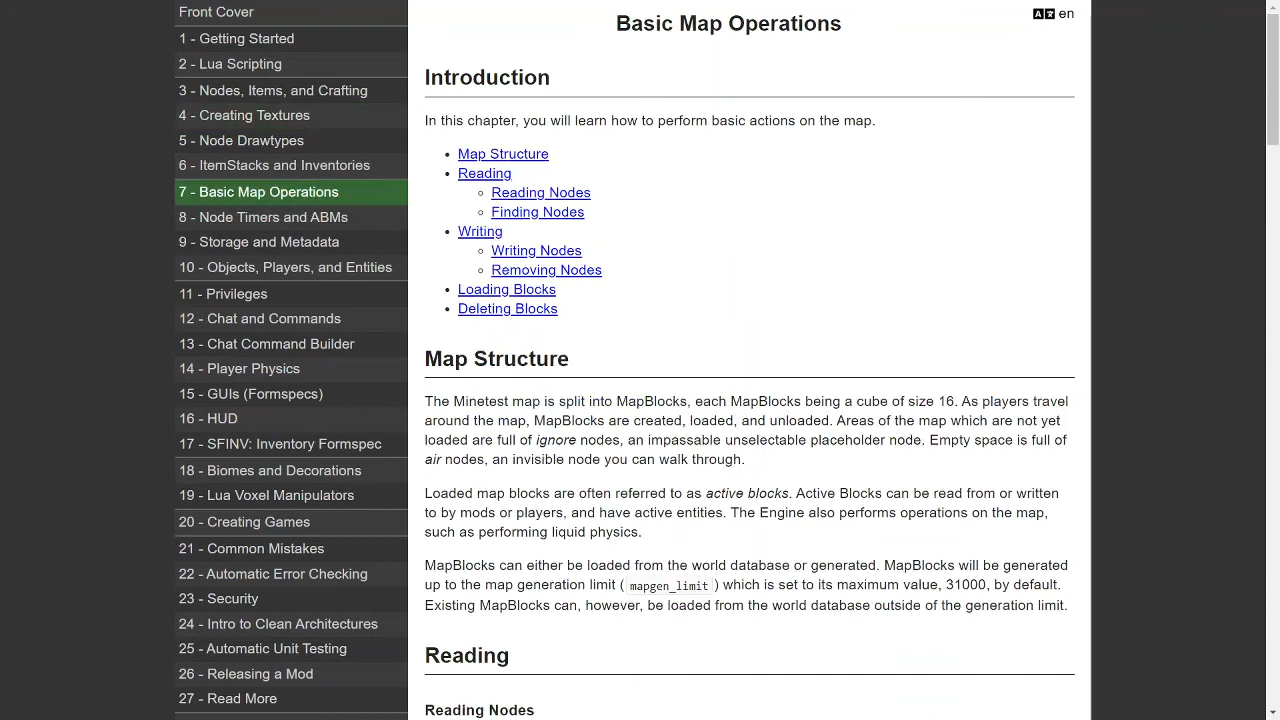 Front Cover
1 - Getting Started
2 - Lua Scripting
3 - Nodes, Items, and Crafting
4 - Creating Textures
5 - Node Drawtypes
6 - ItemStacks and Inventories
7 - Basic Map Operations
8 - Node Timers and ABMs
9 - Storage and Metadata
10 - Objects, Players, and Entities
11 - Privileges
12 - Chat and Commands
13 - Chat Command Builder
14 - Player Physics
15 - GUIs (Formspecs)
16 - HUD
17 - SFINV: Inventory Formspec
18 - Biomes and Decorations
19 - Lua Voxel Manipulators
20 - Creating Games
21 - Common Mistakes
22 - Automatic Error Checking
23 - Security
24 - Intro to Clean Architectures
25 - Automatic Unit Testing
26 - Releasing a Mod
27 - Read More
en
Basic Map Operations
Introduction
In this chapter, you will learn how to perform basic actions on the map.
• Map Structure
• Reading
◦ Reading Nodes
◦ Finding Nodes
• Writing
◦ Writing Nodes
◦ Removing Nodes
• Loading Blocks
• Deleting Blocks
Map Structure
The Minetest map is split into MapBlocks, each MapBlocks being a cube of size 16. As players travel
around the map, MapBlocks are created, loaded, and unloaded. Areas of the map which are not yet
loaded are full of ignore nodes, an impassable unselectable placeholder node. Empty space is full of
air nodes, an invisible node you can walk through.
Loaded map blocks are often referred to as active blocks. Active Blocks can be read from or written
to by mods or players, and have active entities. The Engine also performs operations on the map,
such as performing liquid physics.
MapBlocks can either be loaded from the world database or generated. MapBlocks will be generated
up to the map generation limit (mapgen_limit) which is set to its maximum value, 31000, by default.
Existing MapBlocks can, however, be loaded from the world database outside of the generation limit.
Reading
Reading Nodes